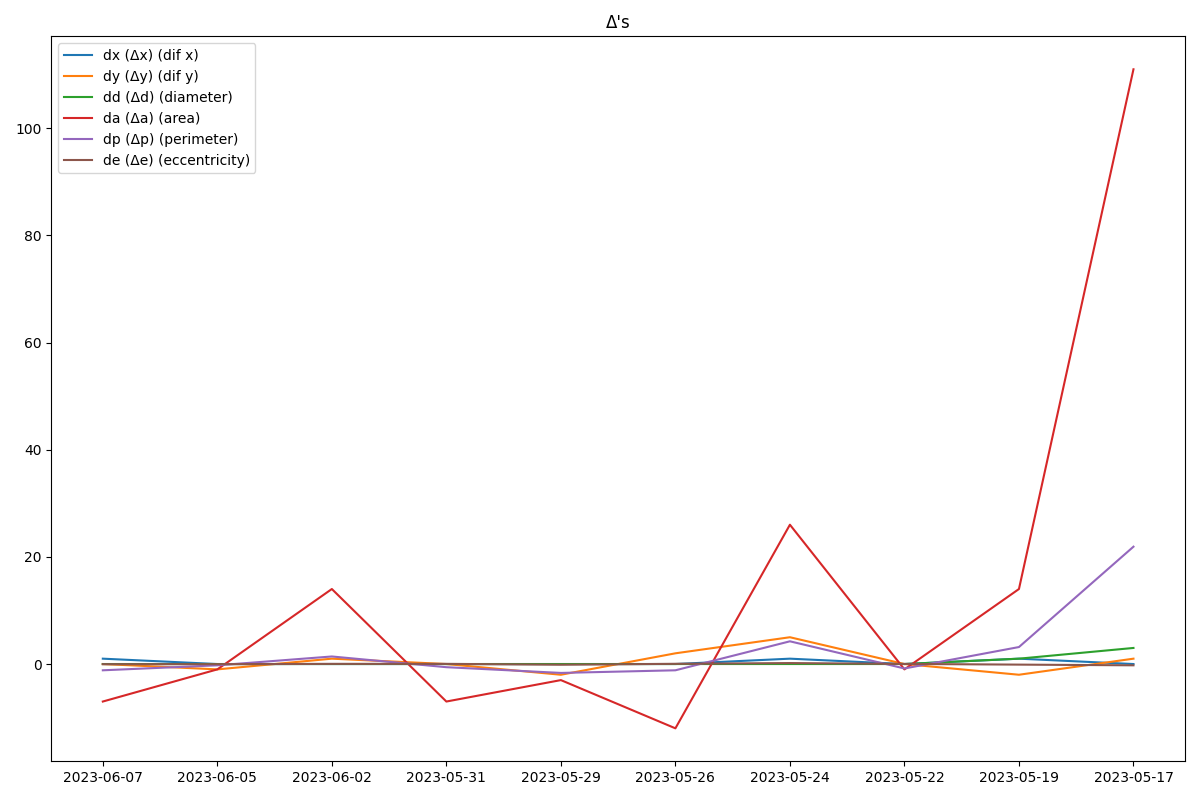 Δ's
dx (Δx) (dif x)
dy (Δy) (dif y)
dd (Δd) (diameter)
da (Δa) (area)
dp (Δp) (perimeter)
de (Δe) (eccentricity)
100
80
60
40
20
0
2023-06-07 2023-06-05 2023-06-02 2023-05-31 2023-05-29 2023-05-26 2023-05-24 2023-05-22 2023-05-19 2023-05-17